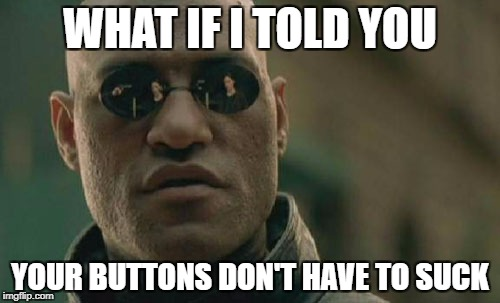 WHAT IF I TOLD YOU
YOUR BUTTONS DON'T HAVE TO SUCK
imgflip.com